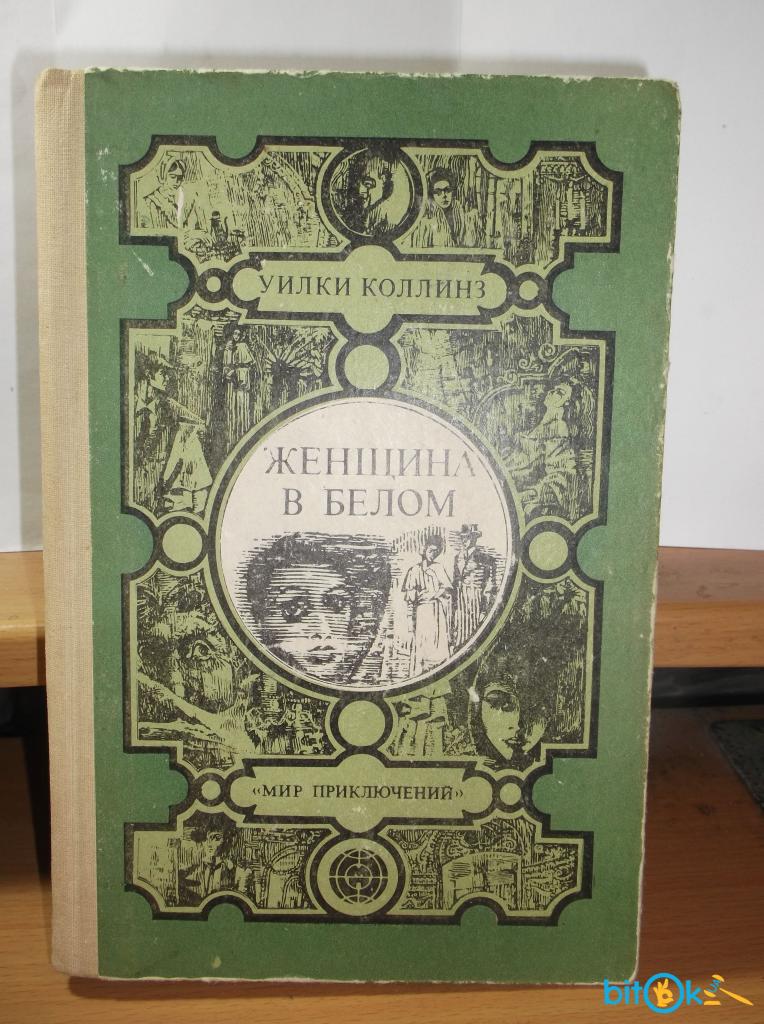 УИЛКИ КОЛЛИНЗ
ЖЕНЩИНА
В БЕЛОМ
«МИР ПРИКЛЮЧЕНИЙ»
bitOk